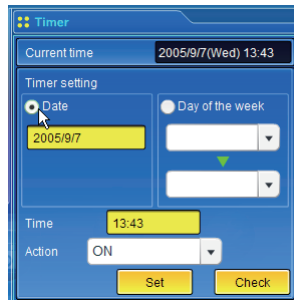 Timer
Current time 2005/9/7(Wed) 13:43
Timer setting
Date Day of the week
2005/9/7
Time 13:43
Action ON
Set Check